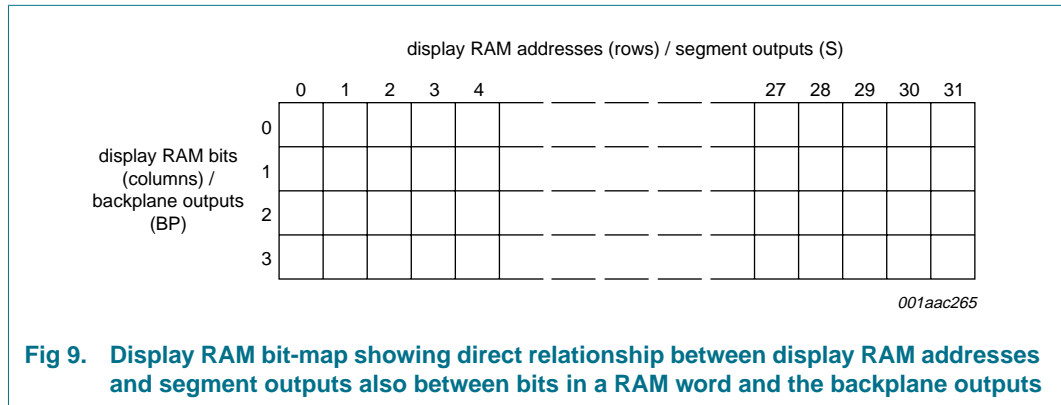 display RAM addresses (rows) / segment outputs (S)
0 1 2 3 4 27 28 29 30 31
0
display RAM bits
1
(columns) /
backplane outputs
2
(BP)
3
001aac265
Fig 9. Display RAM bit-map showing direct relationship between display RAM addresses
and segment outputs also between bits in a RAM word and the backplane outputs